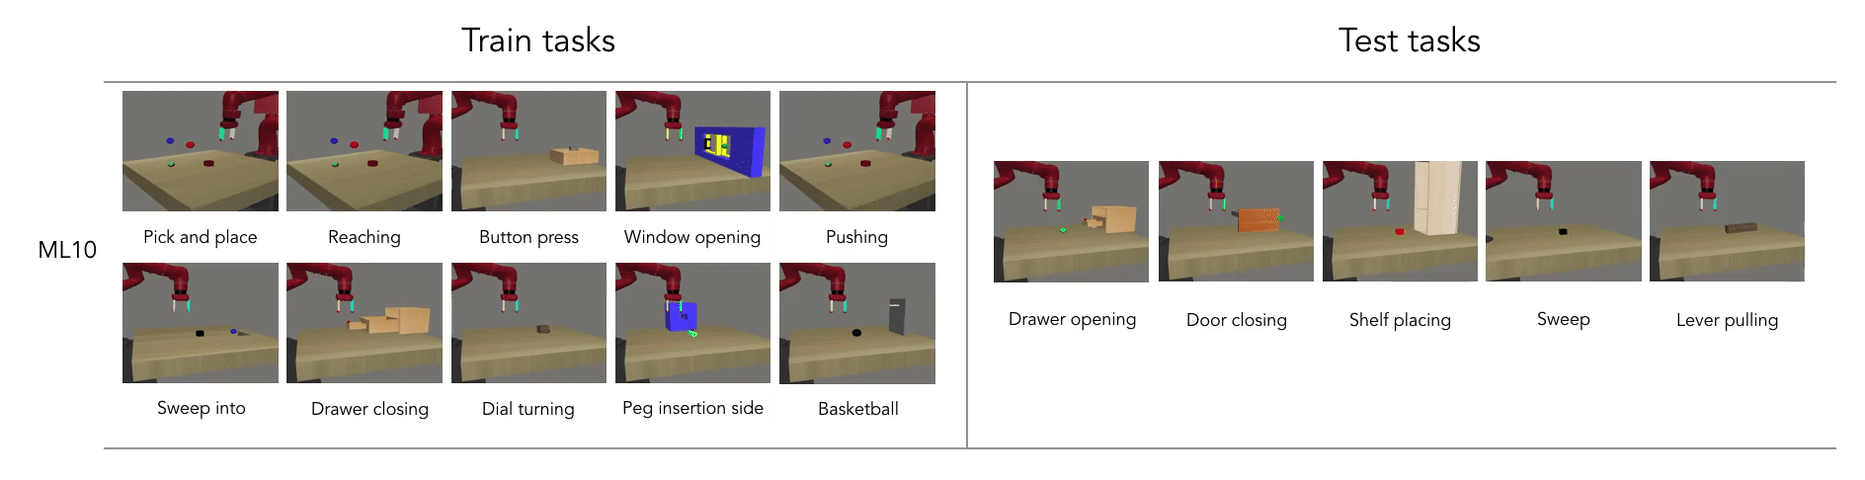 Train tasks
Test tasks
ML10
Pick and place
Reaching
Button press
Window opening
Pushing
Sweep into
Drawer closing
Dial turning
Peg insertion side
Basketball
Drawer opening
Door closing
Shelf placing
Sweep
Lever pulling